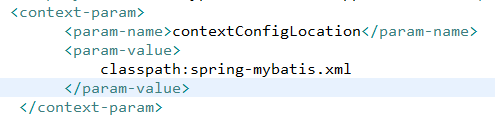 <context-param>
<param-name>contextConfigLocation</param-name>
<param-value>
classpath:spring-mybatis.xml
</param-value>
</context-param>